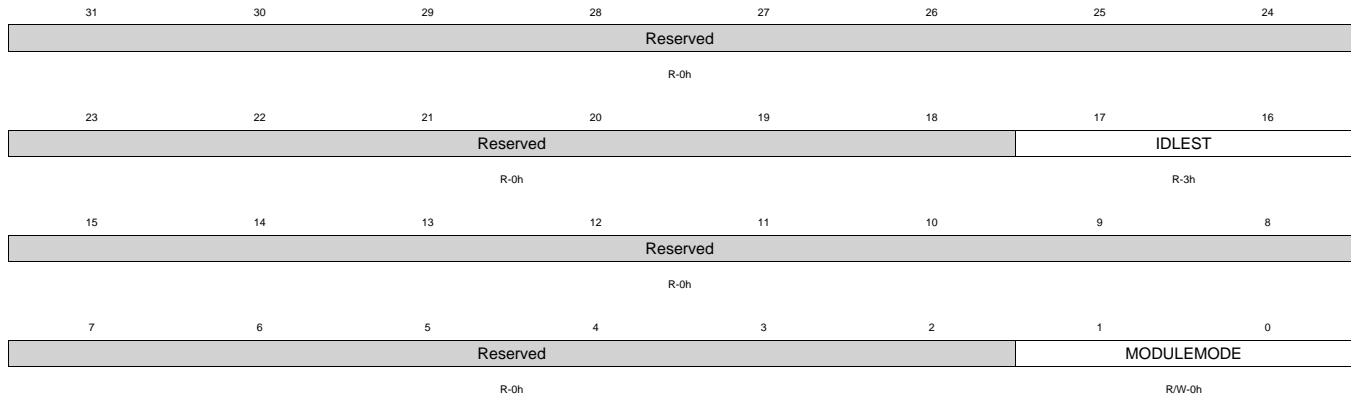 31 30 29 28 27 26 25 24
Reserved
R-0h
23 22 21 20 19 18 17 16
Reserved IDLEST
R-0h R-3h
15 14 13 12 11 10 9 8
Reserved
R-0h
7 6 5 4 3 2 1 0
Reserved MODULEMODE
R-0h R/W-0h